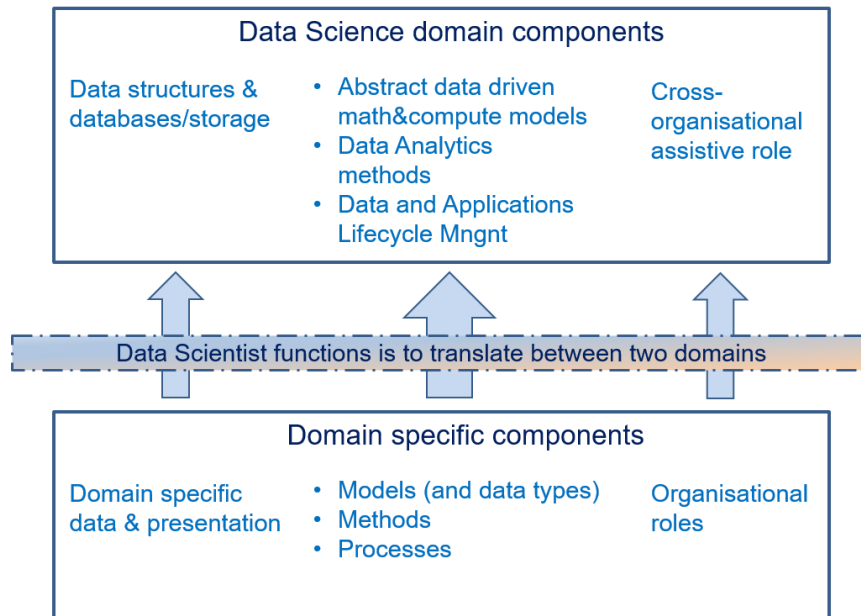 Data Science domain components
Data structures &
databases/storage
• Abstract data driven
math&compute models
• Data Analytics
methods
• Data and Applications
Lifecycle Mngnt
Cross-
organisational
assistive role
Data Scientist functions is to translate between two domains
Domain specific components
Domain specific
data & presentation
• Models (and data types)
• Methods
• Processes
Organisational
roles